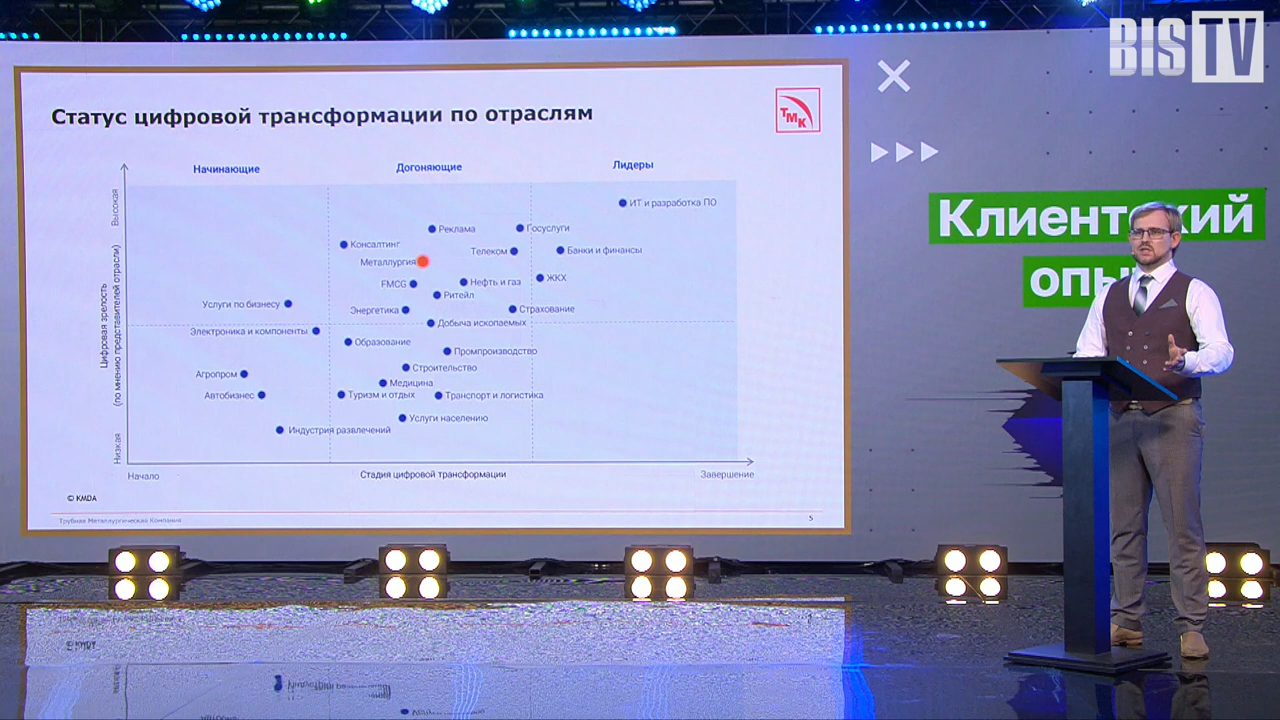 BIS TV
Статус цифровой трансформации по отраслям
ТМК
Начинающие
Догоняющие
Лидеры
Высокая
Цифровая зрелость
(по мнению представителей отрасли)
Низкая
ИТ и разработка ПО
Реклама
Госуслуги
Консалтинг
Телеком
Банки и финансы
Металлургия
FMCG
Нефть и газ
ЖКХ
Ритейл
Услуги по бизнесу
Энергетика
Страхование
Добыча ископаемых
Электроника и компоненты
Образование
Промпроизводство
Строительство
Агропром
Медицина
Автобизнес
Туризм и отдых
Транспорт и логистика
Услуги населению
Индустрия развлечений
Начало
Стадия цифровой трансформации
Завершение
© KMDA
Трубная Металлургическая Компания
5